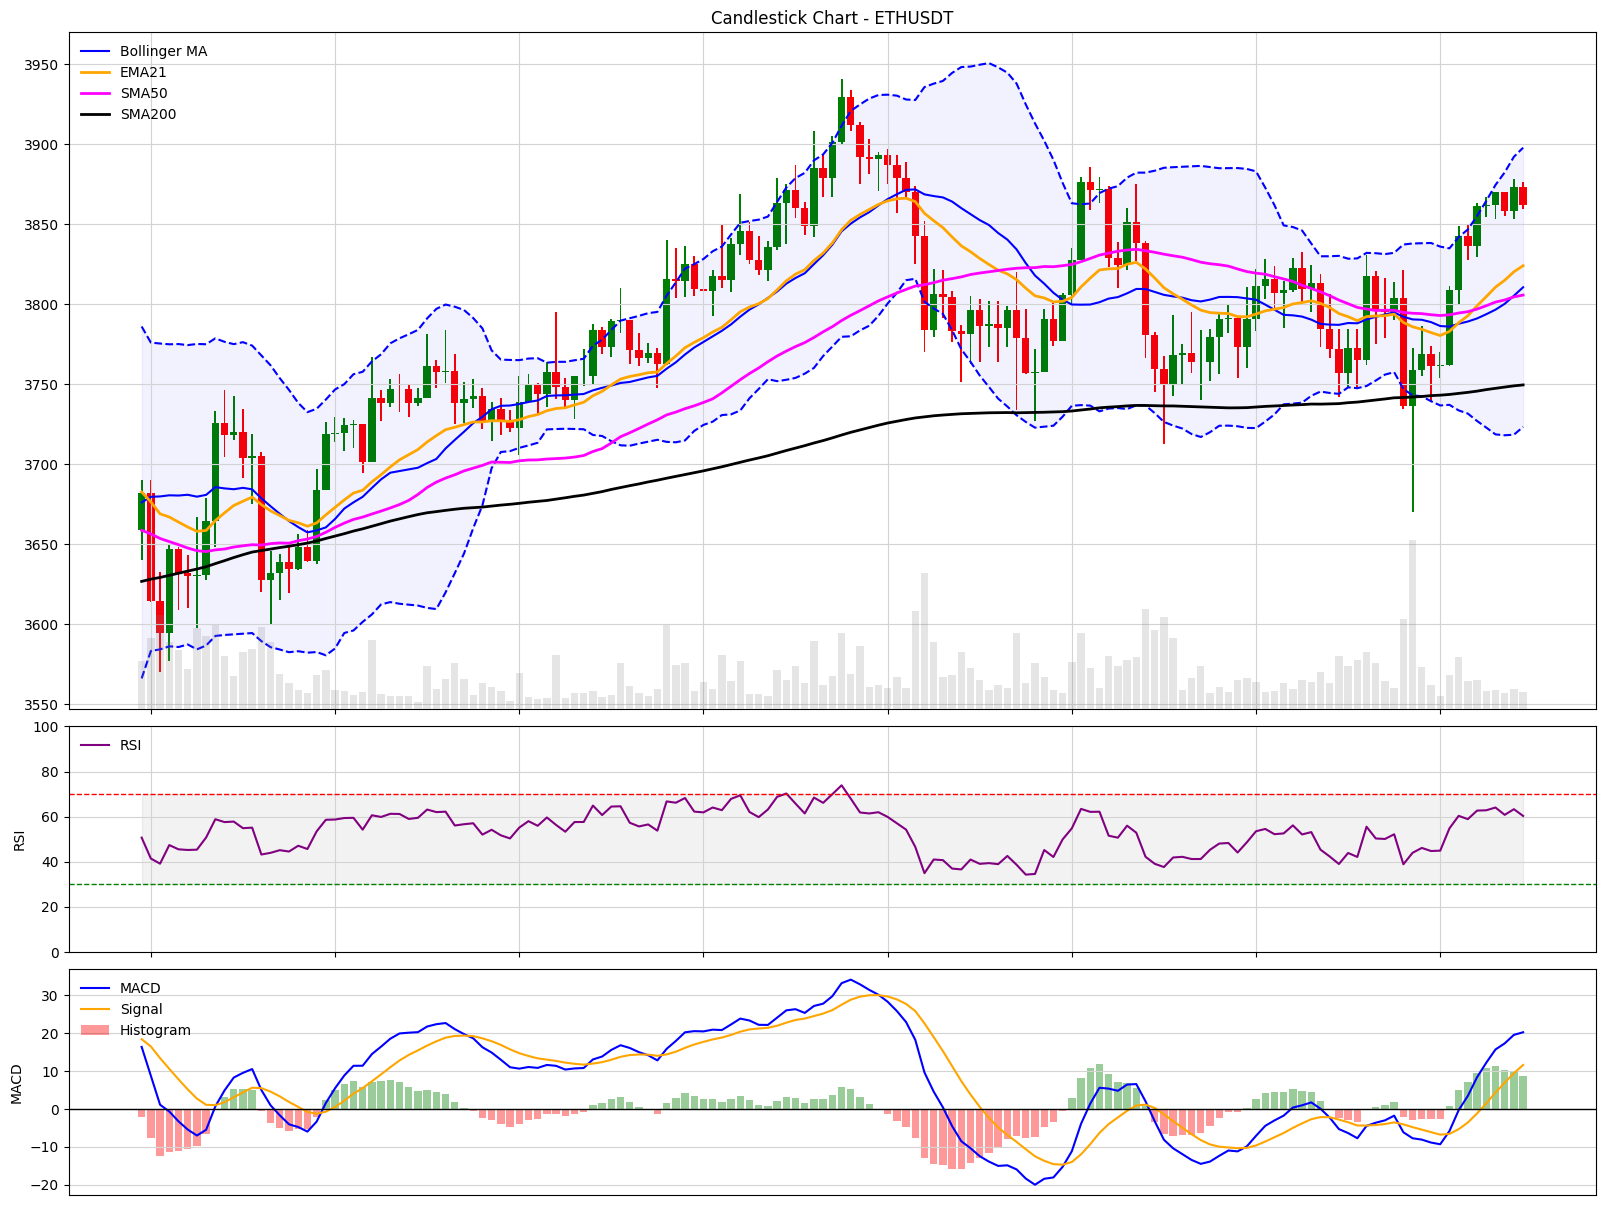 Candlestick Chart - ETHUSDT
Bollinger MA
EMA21
SMA50
SMA200
3950
3900
3850
3800
3750
3700
3650
3600
3550
RSI
RSI
100
80
60
40
20
0
MACD
Signal
Histogram
MACD
30
20
10
0
−10
−20